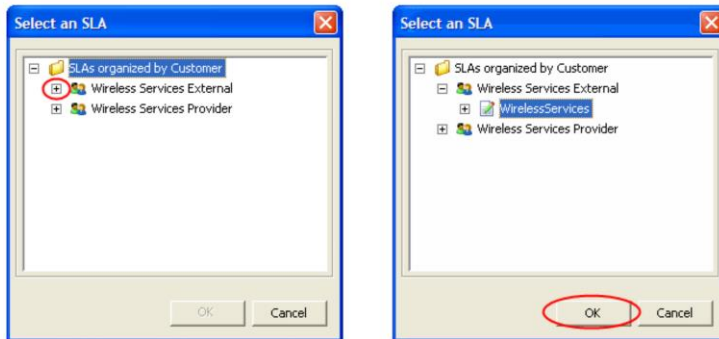 Select an SLA
SLAs organized by Customer
Wireless Services External
Wireless Services Provider
OK Cancel
Select an SLA
SLAs organized by Customer
Wireless Services External
WirelessServices
Wireless Services Provider
OK Cancel